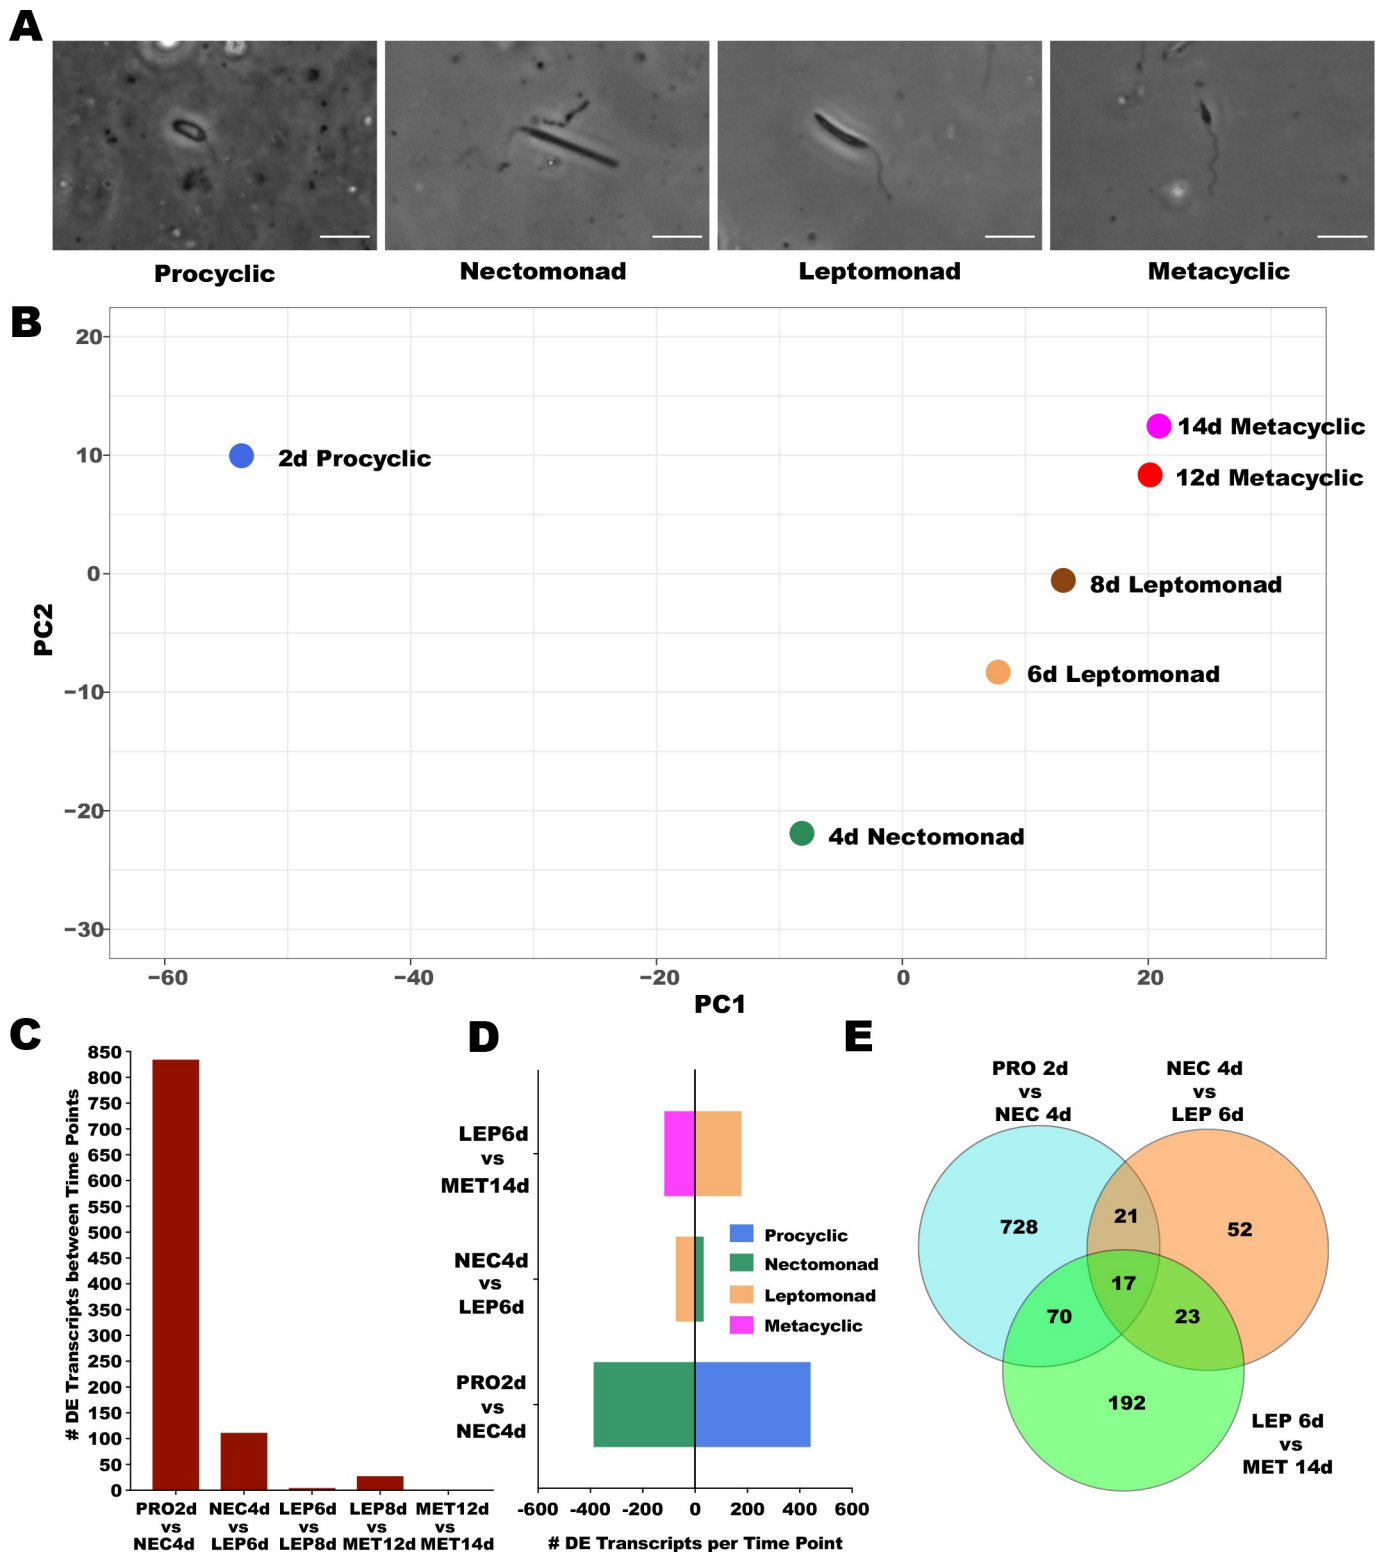 A
Procyclic
Nectomonad
Leptomonad
Metacyclic
B
20
10
0
−10
−20
−30
PC2
2d Procyclic
14d Metacyclic
12d Metacyclic
8d Leptomonad
6d Leptomonad
4d Nectomonad
−60
−40
−20
0
20
PC1
C
# DE Transcripts between Time Points
850
800
750
700
650
600
550
500
450
400
350
300
250
200
150
100
50
0
PRO2d
vs
NEC4d
NEC4d
vs
LEP6d
LEP6d
vs
LEP8d
LEP8d
vs
MET12d
MET12d
vs
MET14d
D
LEP6d
vs
MET14d
NEC4d
vs
LEP6d
PRO2d
vs
NEC4d
Procyclic
Nectomonad
Leptomonad
Metacyclic
-600
-400
-200
0
200
400
600
# DE Transcripts per Time Point
E
PRO 2d
vs
NEC 4d
NEC 4d
vs
LEP 6d
728
21
52
17
70
23
192
LEP 6d
vs
MET 14d